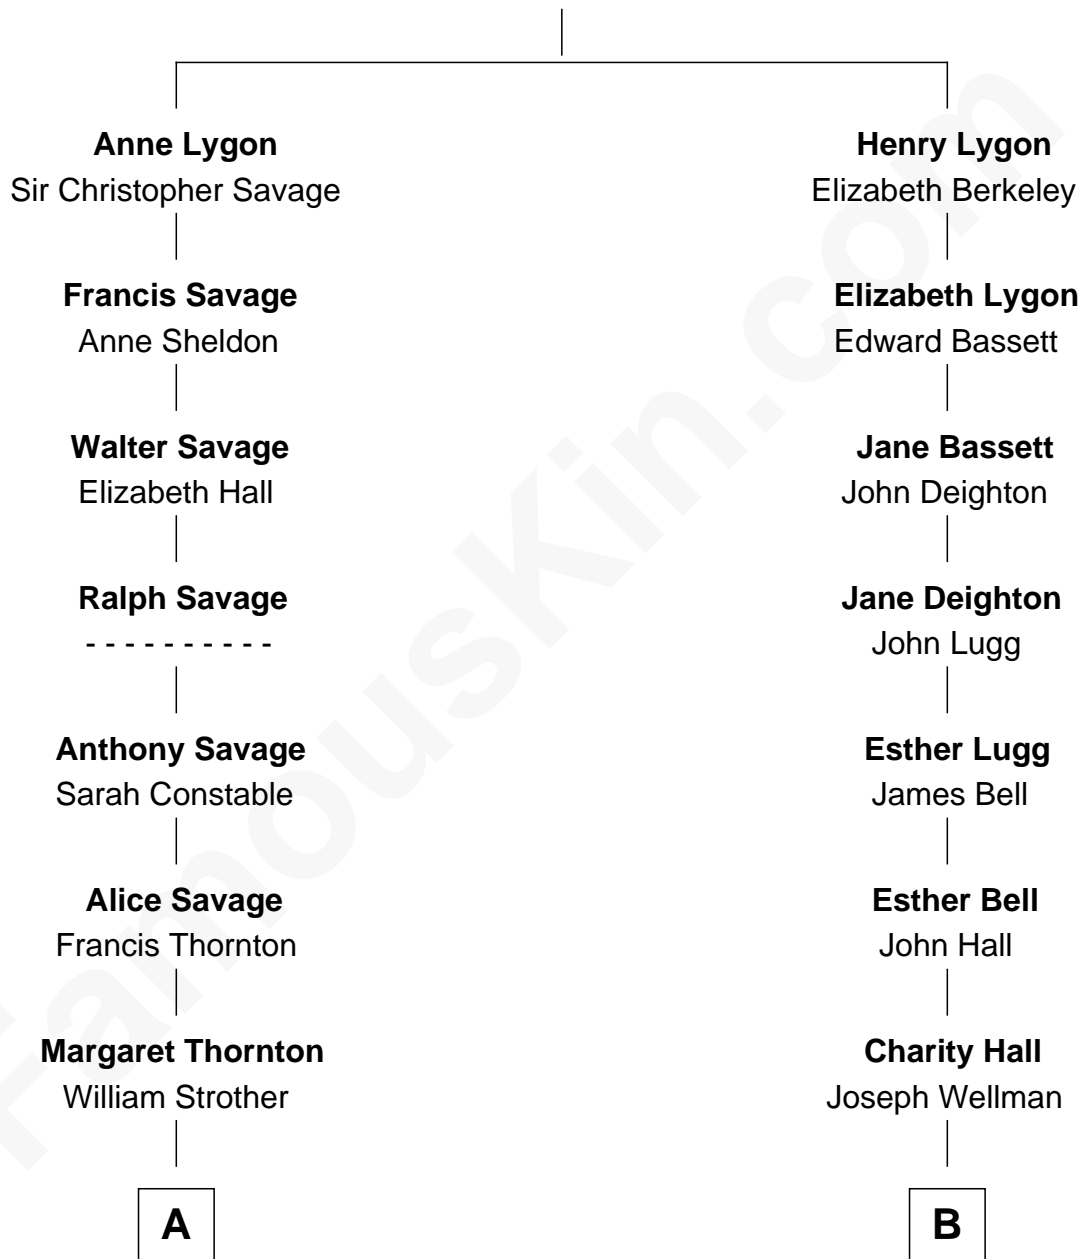 Anne Lygon
Sir Christopher Savage
Francis Savage
Anne Sheldon
Walter Savage
Elizabeth Hall
Ralph Savage
- - - - - - - - - -
Anthony Savage
Sarah Constable
Alice Savage
Francis Thornton
Margaret Thornton
William Strother
A
Henry Lygon
Elizabeth Berkeley
Elizabeth Lygon
Edward Bassett
Jane Bassett
John Deighton
Jane Deighton
John Lugg
Esther Lugg
James Bell
Esther Bell
John Hall
Charity Hall
Joseph Wellman
B
FamousKin.com